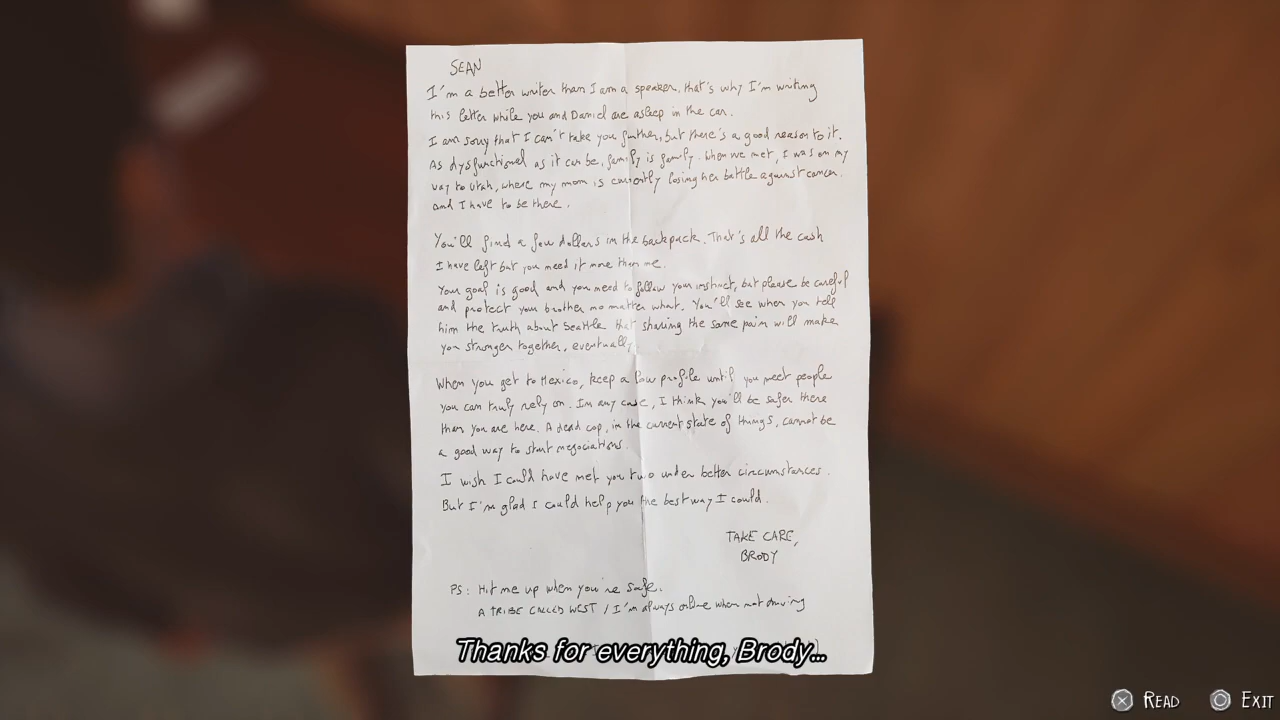 SEAN
I'm a better writer than I am a speaker, that's why I'm writing
this letter while you and Daniel are asleep in the car.
I am sorry that I can't take you further, but there's a good reason to it.
As dysfunctional as it can be, family is family. When we met, I was on my
way to Utah, where my mom is currently losing her battle against cancer.
and I have to be there.
You'll find a few dollars in the backpack. That's all the cash
I have left but you need it more than me.
Your goal is good and you need to follow your instinct, but please be careful
and protect your brother no matter what. You'll see when you help
him the truth about Seattle that sharing the same pain will make
you stronger together, eventually.
When you get to Mexico, keep a low profile until you meet people
you can truly rely on. In any case, I think you'll be safer there
than you are here. A dead cop, in the current state of things, cannot be
a good way to start negociations.
I wish I could have met you two under better circumstances.
But I'm glad I could help you the best way I could.
TAKE CARE,
BRODY
PS: Hit me up when you're safe.
A TRIBE CALLED WEST / I'm always online when not driving
Thanks for everything, Brody...
READ EXIT